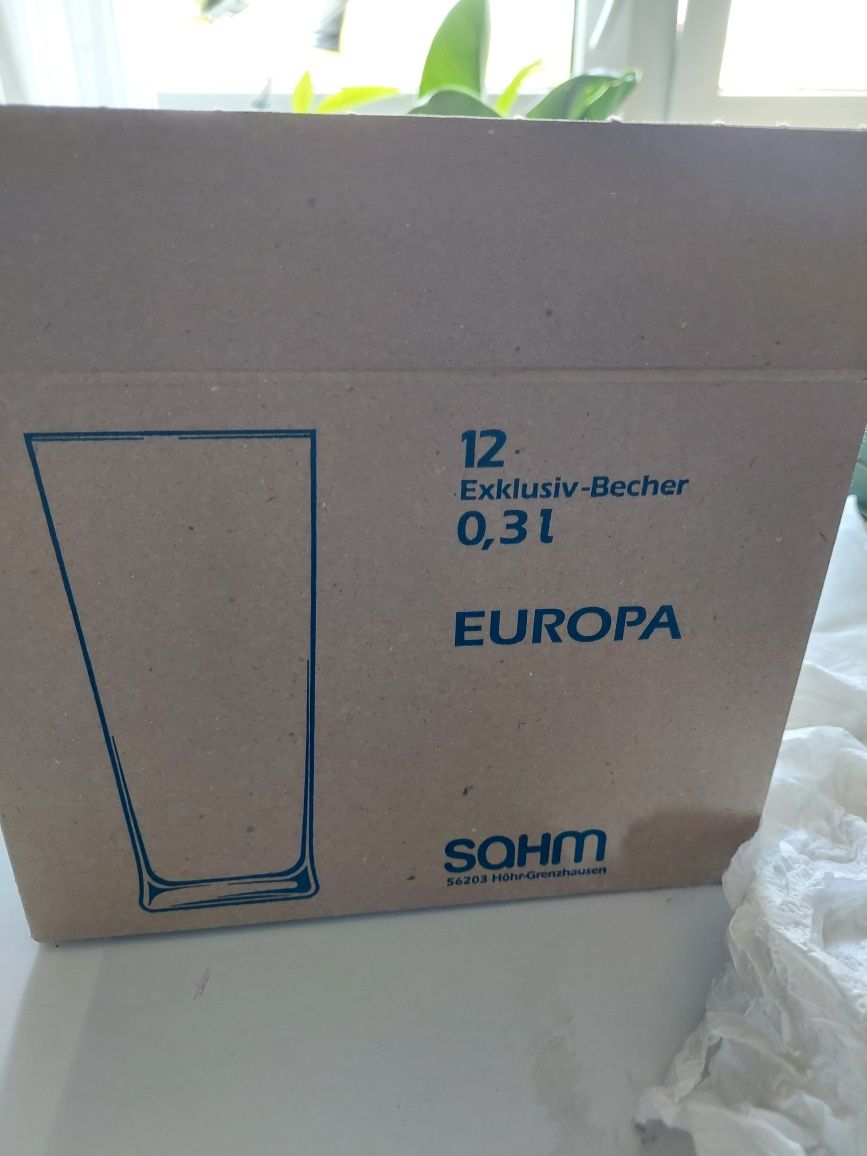 12
Exklusiv-Becher
0,3 l
EUROPA
SAHM
56203 Höhr-Grenzhausen